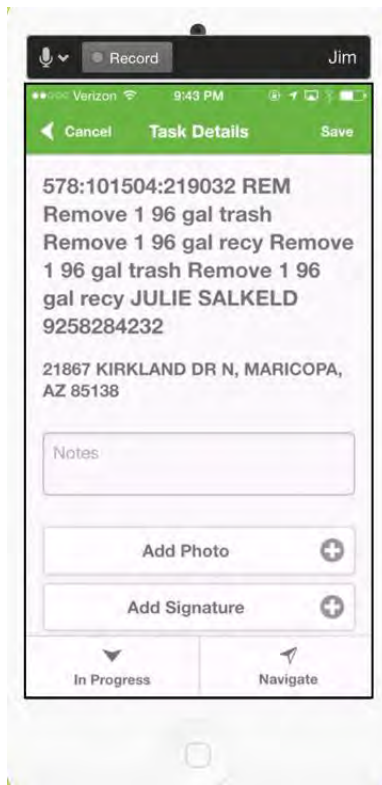 Record
Jim
Verizon
9:43 PM
Cancel
Task Details
Save
578:101504:219032 REM
Remove 1 96 gal trash
Remove 1 96 gal recy Remove
1 96 gal trash Remove 1 96
gal recy JULIE SALKELD
9258284232
21867 KIRKLAND DR N, MARICOPA,
AZ 85138
Notes
Add Photo
Add Signature
In Progress
Navigate